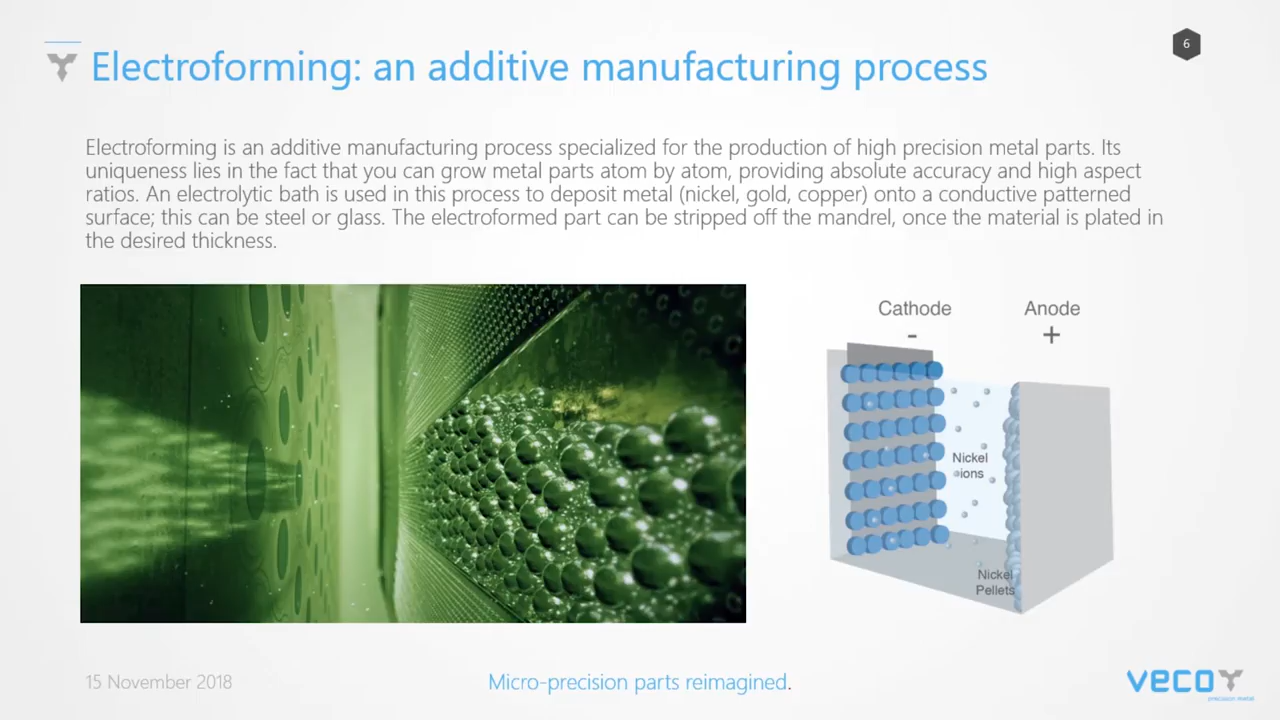 6
Electroforming: an additive manufacturing process
Electroforming is an additive manufacturing process specialized for the production of high precision metal parts. Its
uniqueness lies in the fact that you can grow metal parts atom by atom, providing absolute accuracy and high aspect
ratios. An electrolytic bath is used in this process to deposit metal (nickel, gold, copper) onto a conductive patterned
surface; this can be steel or glass. The electroformed part can be stripped off the mandrel, once the material is plated in
the desired thickness.
Cathode
-
Anode
+
Nickel
ions
Nickel
Pellets
15 November 2018
Micro-precision parts reimagined.
veco
precision metal